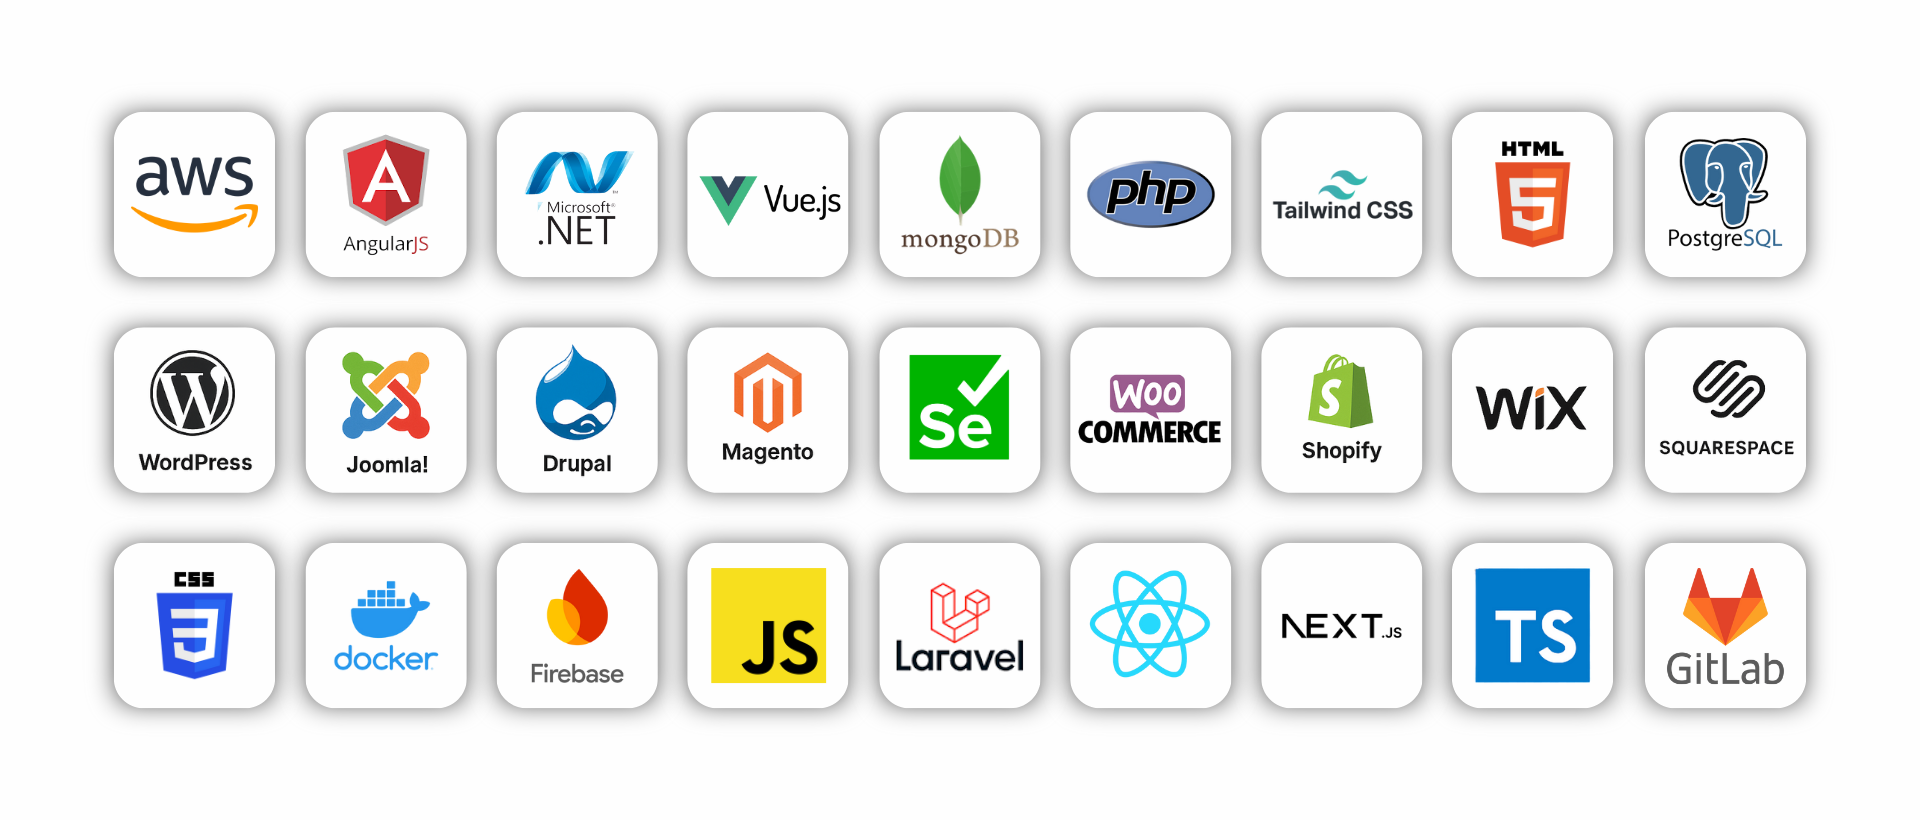 aws
AngularJS
Microsoft®
.NET
Vue.js
mongoDB
php
Tailwind CSS
HTML
5
PostgreSQL
WordPress
Joomla!
Drupal
Magento
Se
WOO
COMMERCE
S
Shopify
WiX
SQUARESPACE
CSS
3
docker
Firebase
JS
Laravel
NEXT.JS
TS
GitLab